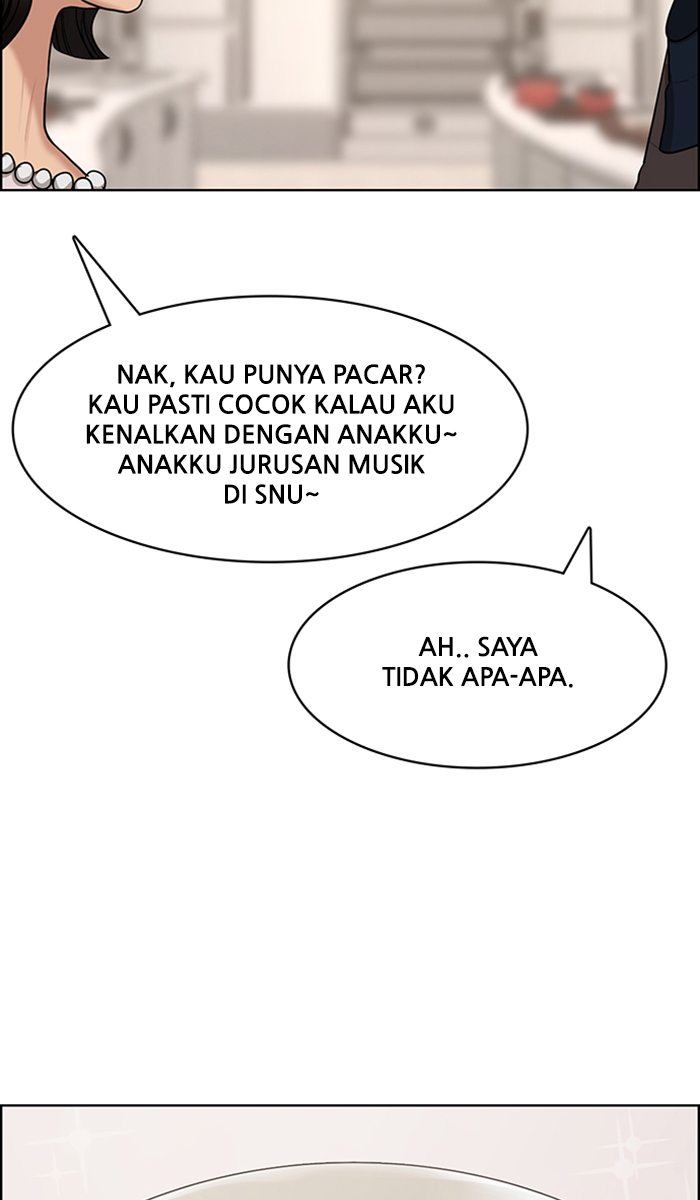 NAK, KAU PUNYA PACAR?
KAU PASTI COCOK KALAU AKU
KENALKAN DENGAN ANAKKU~
ANAKKU JURUSAN MUSIK
DI SNU~
AH.. SAYA
TIDAK APA-APA.